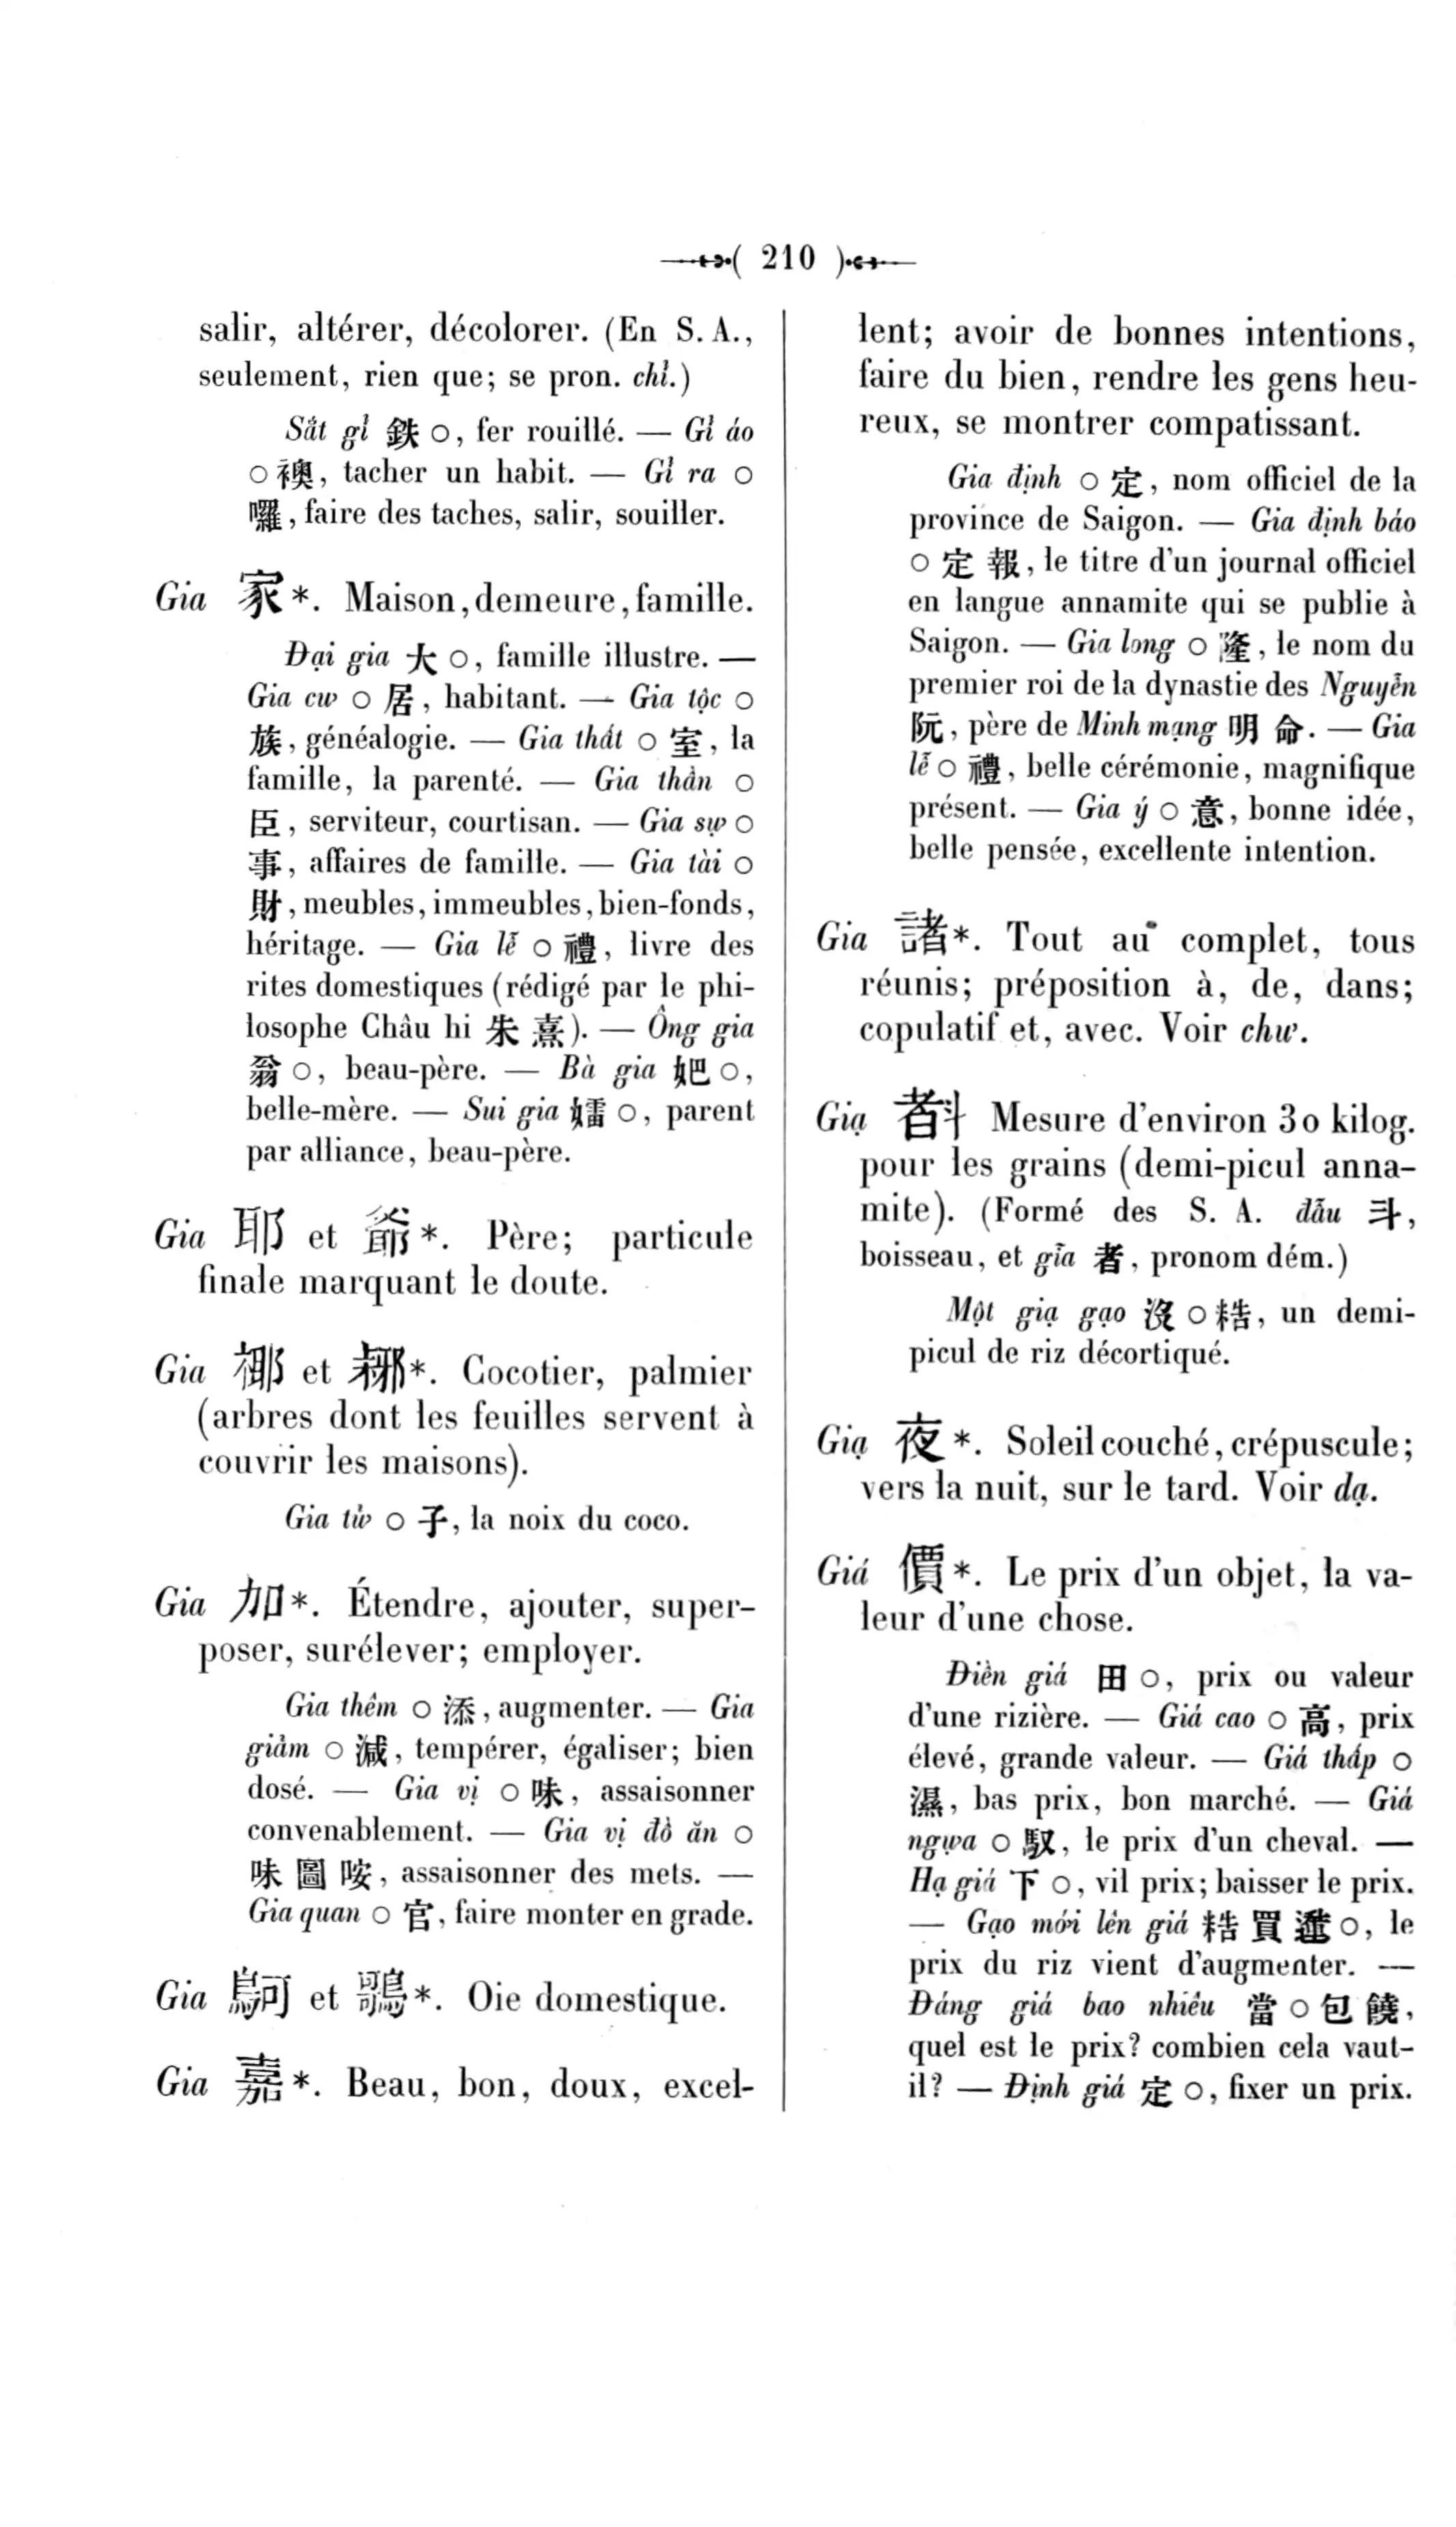 ( 210 )
salir, altérer, décolorer. (En S. A.,
seulement, rien que; se pron. chỉ.)
Sắt gỉ 鉄 ○, fer rouillé. — Gỉ áo
○ 襖, tacher un habit. — Gỉ ra ○
囉, faire des taches, salir, souiller.
Gia 家*. Maison, demeure, famille.
Đại gia 大 ○, famille illustre. —
Gia cư ○ 居, habitant. — Gia tộc ○
族, généalogie. — Gia thất ○ 室, la
famille, la parenté. — Gia thần ○
臣, serviteur, courtisan. — Gia sự ○
事, affaires de famille. — Gia tài ○
財, meubles, immeubles, bien-fonds,
héritage. — Gia lễ ○ 禮, livre des
rites domestiques (rédigé par le phi-
losophe Châu hi 朱 熹). — Ông gia
翁 ○, beau-père. — Bà gia 妑 ○,
belle-mère. — Sui gia 㜟 ○, parent
par alliance, beau-père.
Gia 耶 et 爺*. Père; particule
finale marquant le doute.
Gia 椰 et *. Cocotier, palmier
(arbres dont les feuilles servent à
couvrir les maisons).
Gia tử ○ 子, la noix du coco.
Gia 加*. Étendre, ajouter, super-
poser, surélever; employer.
Gia thêm ○ 添, augmenter. — Gia
giảm ○ 減, tempérer, égaliser; bien
dosé. — Gia vị ○ 味, assaisonner
convenablement. — Gia vị đồ ăn ○
味 圖 咹, assaisonner des mets. —
Gia quan ○ 官, faire monter en grade.
Gia 鴚 et *. Oie domestique.
Gia 嘉*. Beau, bon, doux, excel-
lent; avoir de bonnes intentions,
faire du bien, rendre les gens heu-
reux, se montrer compatissant.
Gia định ○ 定, nom officiel de la
province de Saigon. — Gia định báo
○ 定 報, le titre d'un journal officiel
en langue annamite qui se publie à
Saigon. — Gia long ○ 隆, le nom du
premier roi de la dynastie des Nguyễn
阮, père de Minh mạng 明 命. — Gia
lễ ○ 禮, belle cérémonie, magnifique
présent. — Gia ý ○ 意, bonne idée,
belle pensée, excellente intention.
Gia 諸*. Tout au complet, tous
réunis; préposition à, de, dans;
copulatif et, avec. Voir chư.
Giạ Mesure d'environ 30 kilog.
pour les grains (demi-picul anna-
mite). (Formé des S. A. đẩu 斗,
boisseau, et giả 者, pronom dém.)
Một giạ gạo 沒 ○ 𥺊, un demi-
picul de riz décortiqué.
Giạ 夜*. Soleil couché, crépuscule;
vers la nuit, sur le tard. Voir dạ.
Giá 價*. Le prix d'un objet, la va-
leur d'une chose.
Điền giá 田 ○, prix ou valeur
d'une rizière. — Giá cao ○ 高, prix
élevé, grande valeur. — Giá thấp ○
濕, bas prix, bon marché. — Giá
ngựa ○ 馭, le prix d'un cheval. —
Hạ giá 下 ○, vil prix; baisser le prix.
— Gạo mới lên giá 𥺊 買 ○, le
prix du riz vient d'augmenter. —
Đáng giá bao nhiêu 當 ○ 包 饒,
quel est le prix? combien cela vaut-
il? — Định giá 定 ○, fixer un prix.